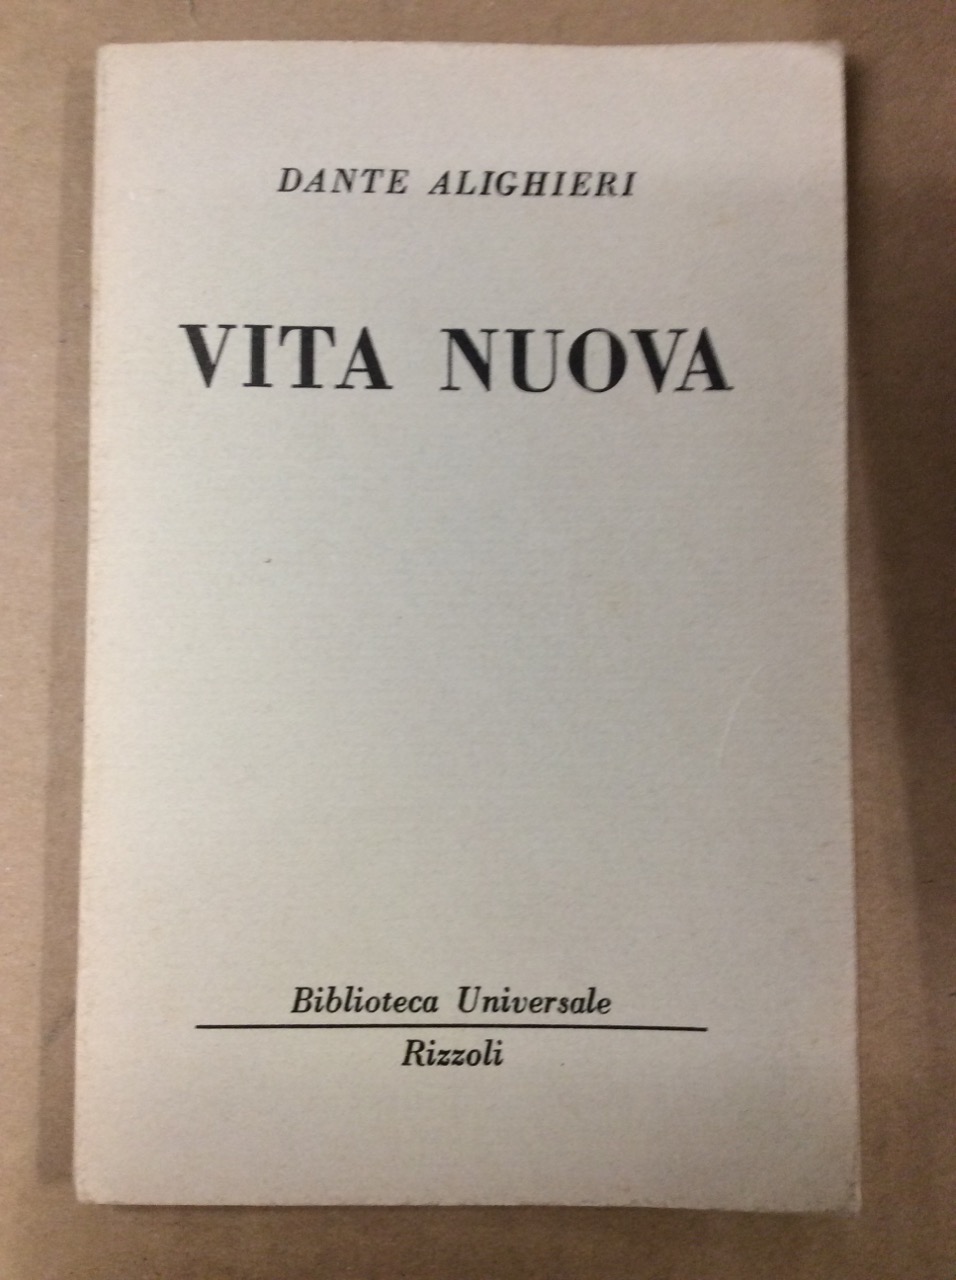 DANTE ALIGHIERI
VITA NUOVA
Biblioteca Universale
Rizzoli